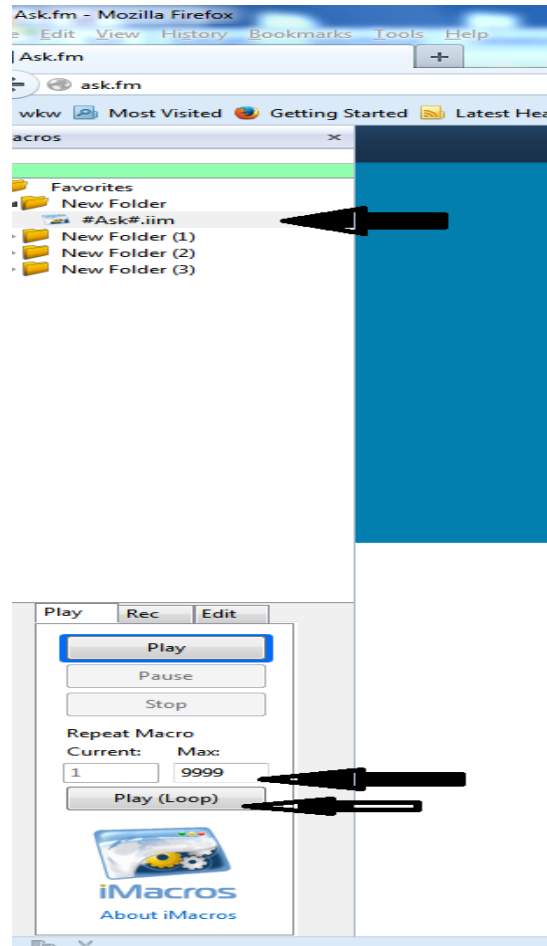 Ask.fm - Mozilla Firefox
Edit View History Bookmarks Tools Help
Ask.fm
ask.fm
wkw Most Visited Getting Started Latest Hea
acros
Favorites
New Folder
#Ask#.iim
New Folder (1)
New Folder (2)
New Folder (3)
Play Rec Edit
Play
Pause
Stop
Repeat Macro
Current: Max:
1 9999
Play (Loop)
iMacros
About iMacros